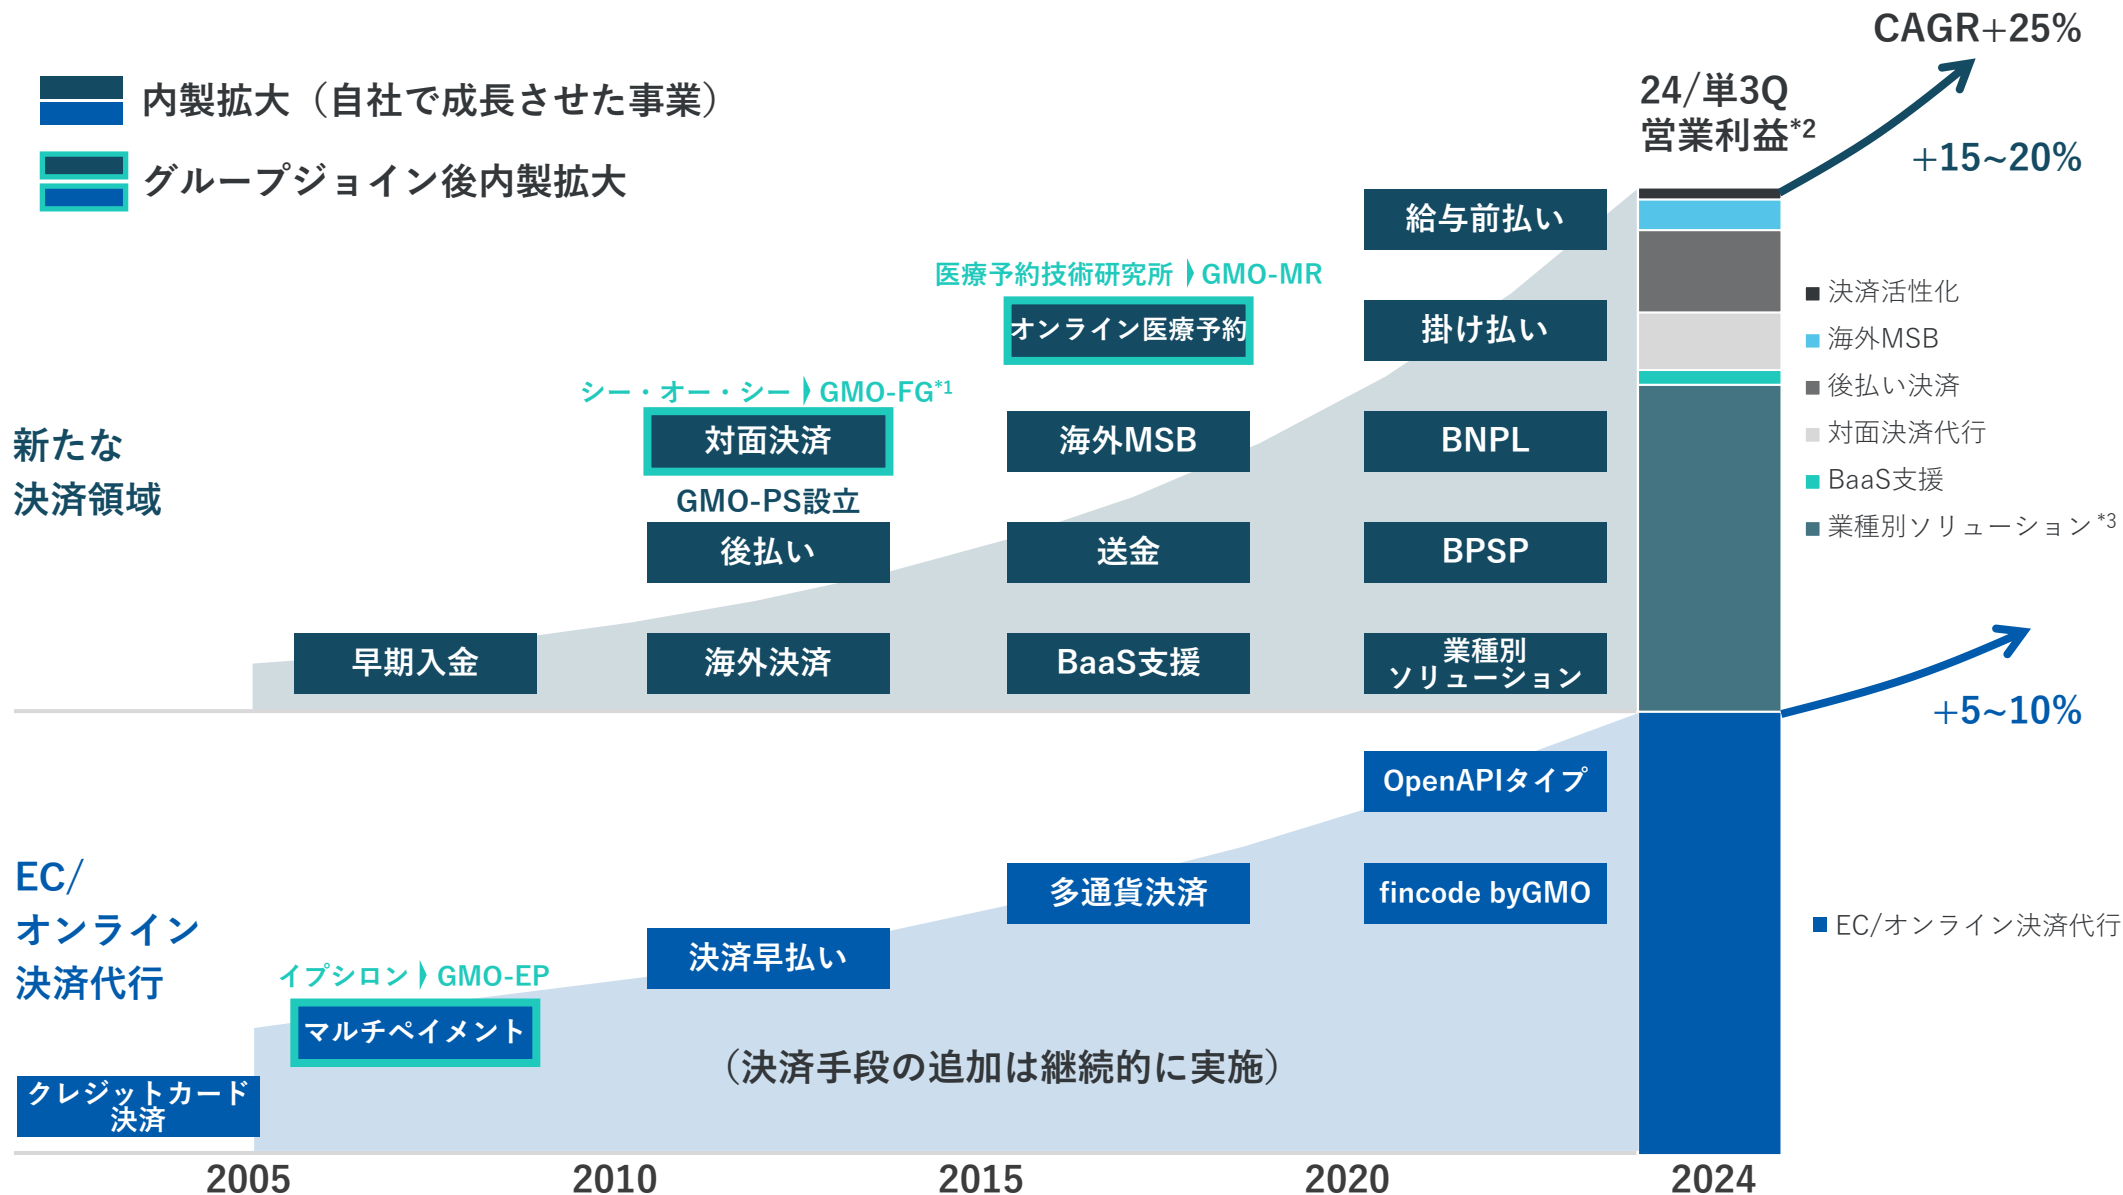 CAGR+25%
24/単3Q
営業利益*2
+15~20%
内製拡大（自社で成長させた事業）
グループジョイン後内製拡大
給与前払い
医療予約技術研究所 GMO-MR
オンライン医療予約
掛け払い
シー・オー・シー GMO-FG*1
対面決済
海外MSB
BNPL
GMO-PS設立
後払い
送金
BPSP
早期入金
海外決済
BaaS支援
業種別
ソリューション
新たな
決済領域
決済活性化
海外MSB
後払い決済
対面決済代行
BaaS支援
業種別ソリューション*3
+5~10%
OpenAPIタイプ
多通貨決済
fincode byGMO
決済早払い
イプシロン GMO-EP
マルチペイメント
クレジットカード
決済
EC/
オンライン
決済代行
（決済手段の追加は継続的に実施）
EC/オンライン決済代行
2005
2010
2015
2020
2024